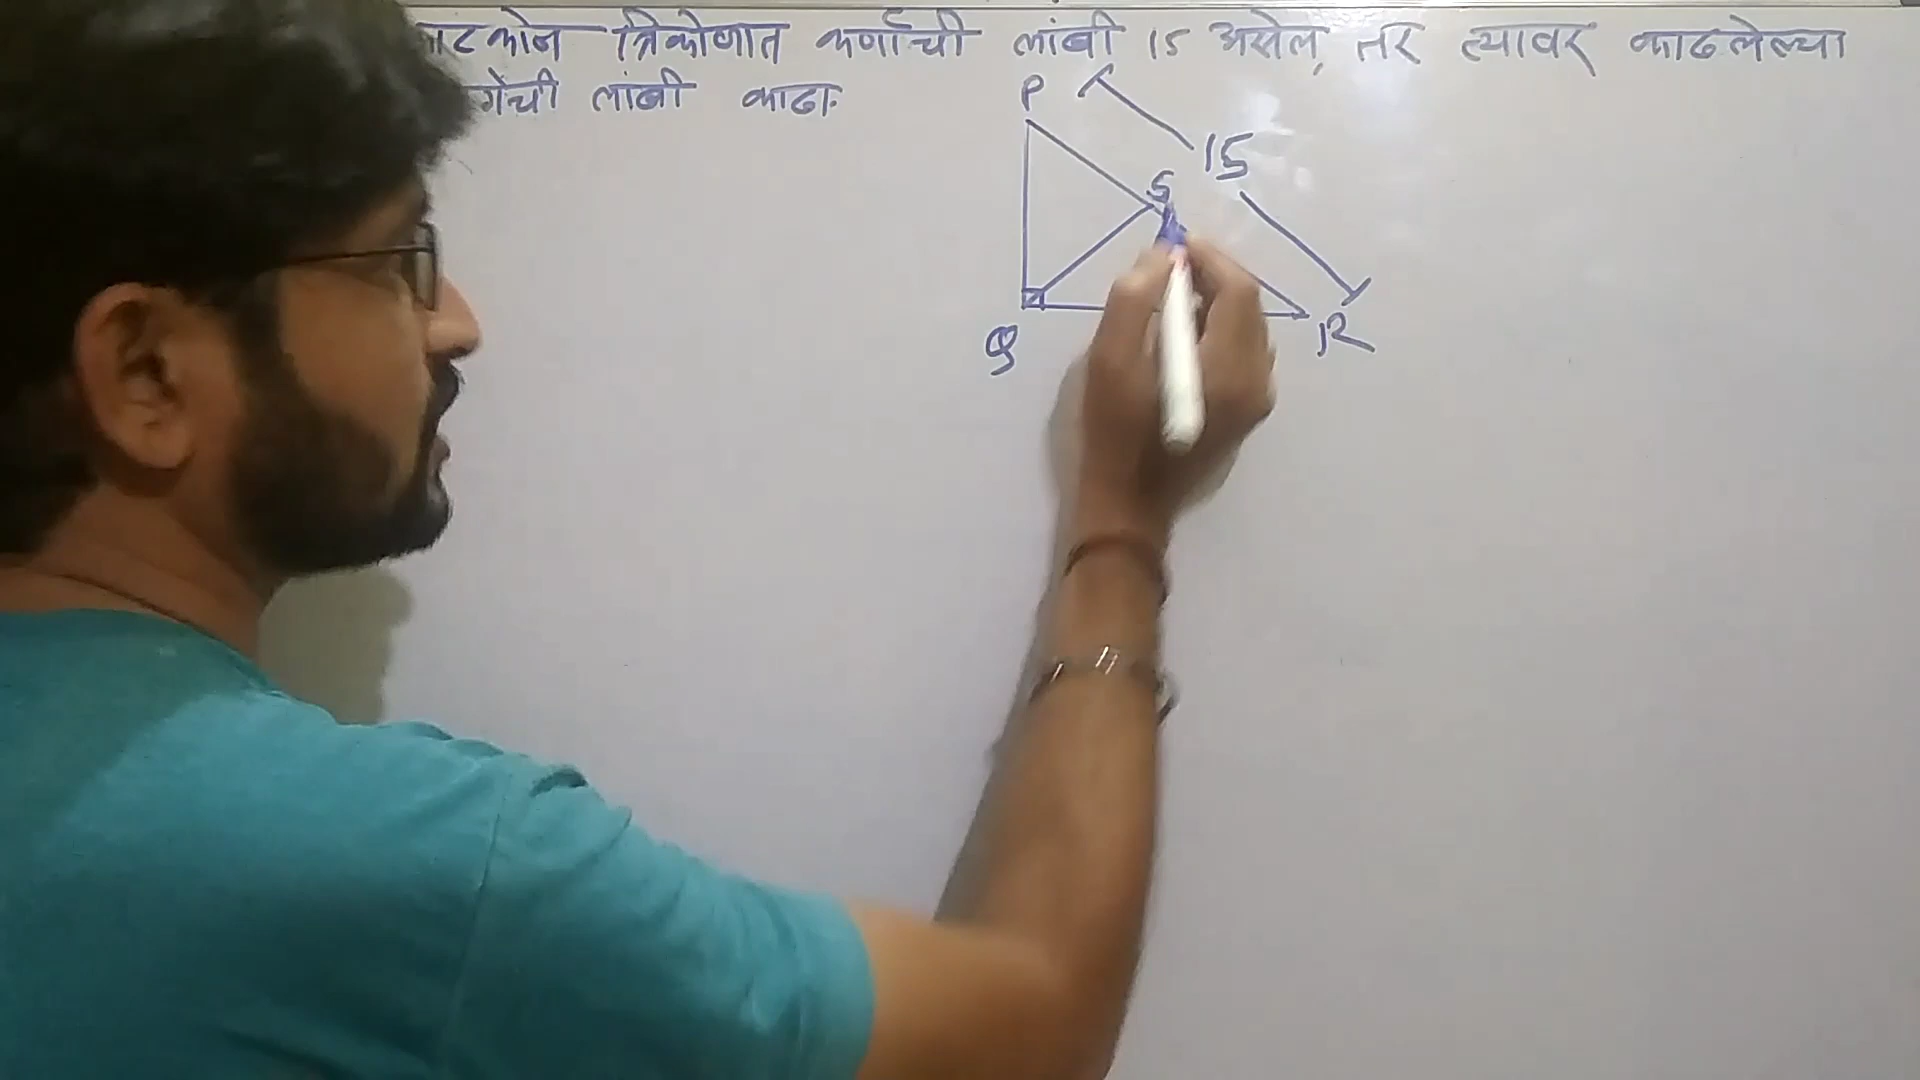 त्रिकोणात कर्णाची लांबी 15 असेल, तर त्यावर काढलेल्या
लांबी काढा.
P
15
S
Q
R